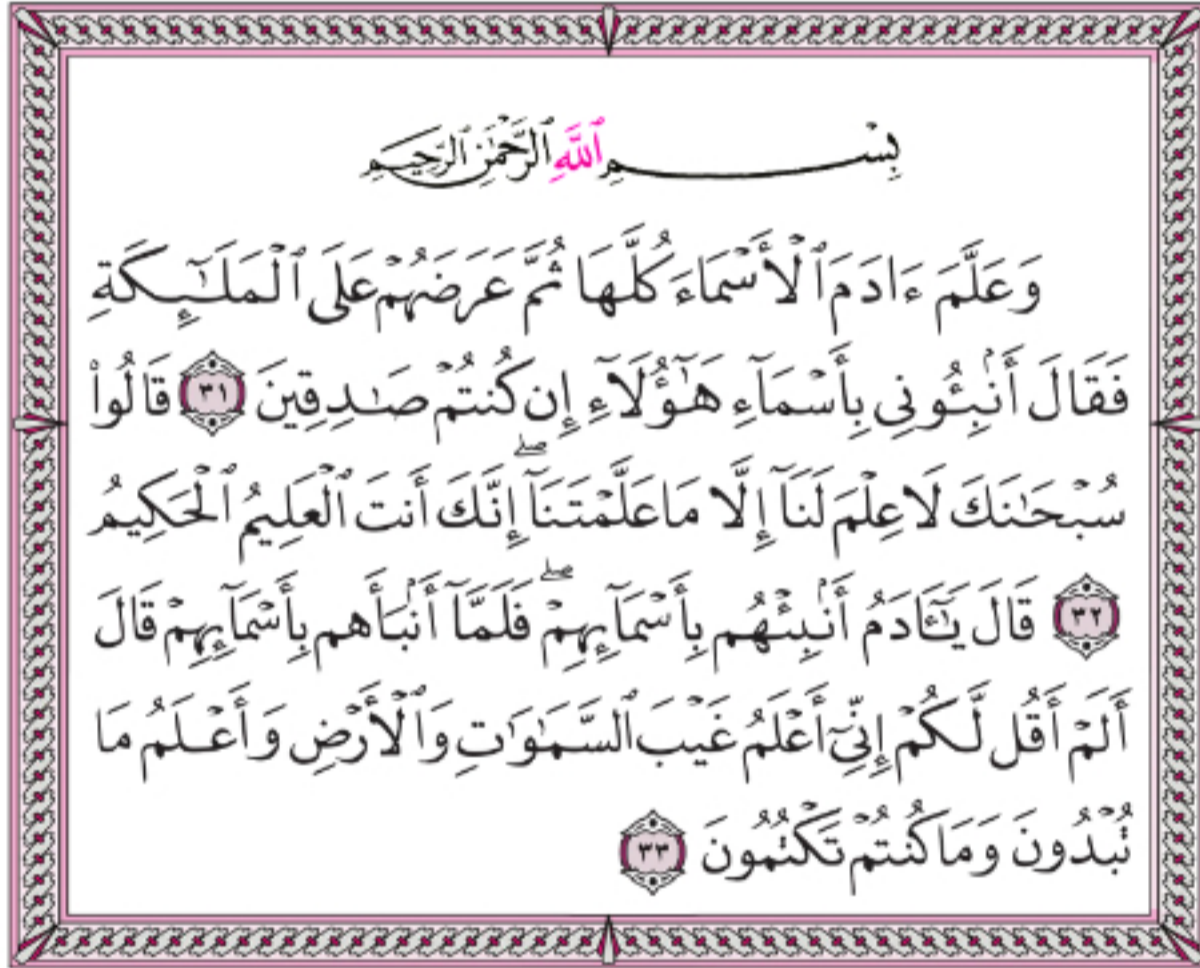 بِسْمِ ٱللَّهِ ٱلرَّحْمَٰنِ ٱلرَّحِيمِ
وَعَلَّمَ ءَادَمَ ٱلْأَسْمَاءَ كُلَّهَا ثُمَّ عَرَضَهُمْ عَلَى ٱلْمَلَـٰٓئِكَةِ
فَقَالَ أَنۢبِـُٔونِى بِأَسْمَآءِ هَـٰٓؤُلَآءِ إِن كُنتُمْ صَـٰدِقِينَ ٣١ قَالُوا۟
سُبْحَـٰنَكَ لَا عِلْمَ لَنَآ إِلَّا مَا عَلَّمْتَنَآ ۖ إِنَّكَ أَنتَ ٱلْعَلِيمُ ٱلْحَكِيمُ
٣٢ قَالَ يَـٰٓـَٔادَمُ أَنۢبِئْهُم بِأَسْمَآئِهِمْ ۖ فَلَمَّآ أَنۢبَأَهُم بِأَسْمَآئِهِمْ قَالَ
أَلَمْ أَقُل لَّكُمْ إِنِّىٓ أَعْلَمُ غَيْبَ ٱلسَّمَـٰوَٰتِ وَٱلْأَرْضِ وَأَعْلَمُ مَا
تُبْدُونَ وَمَا كُنتُمْ تَكْتُمُونَ ٣٣